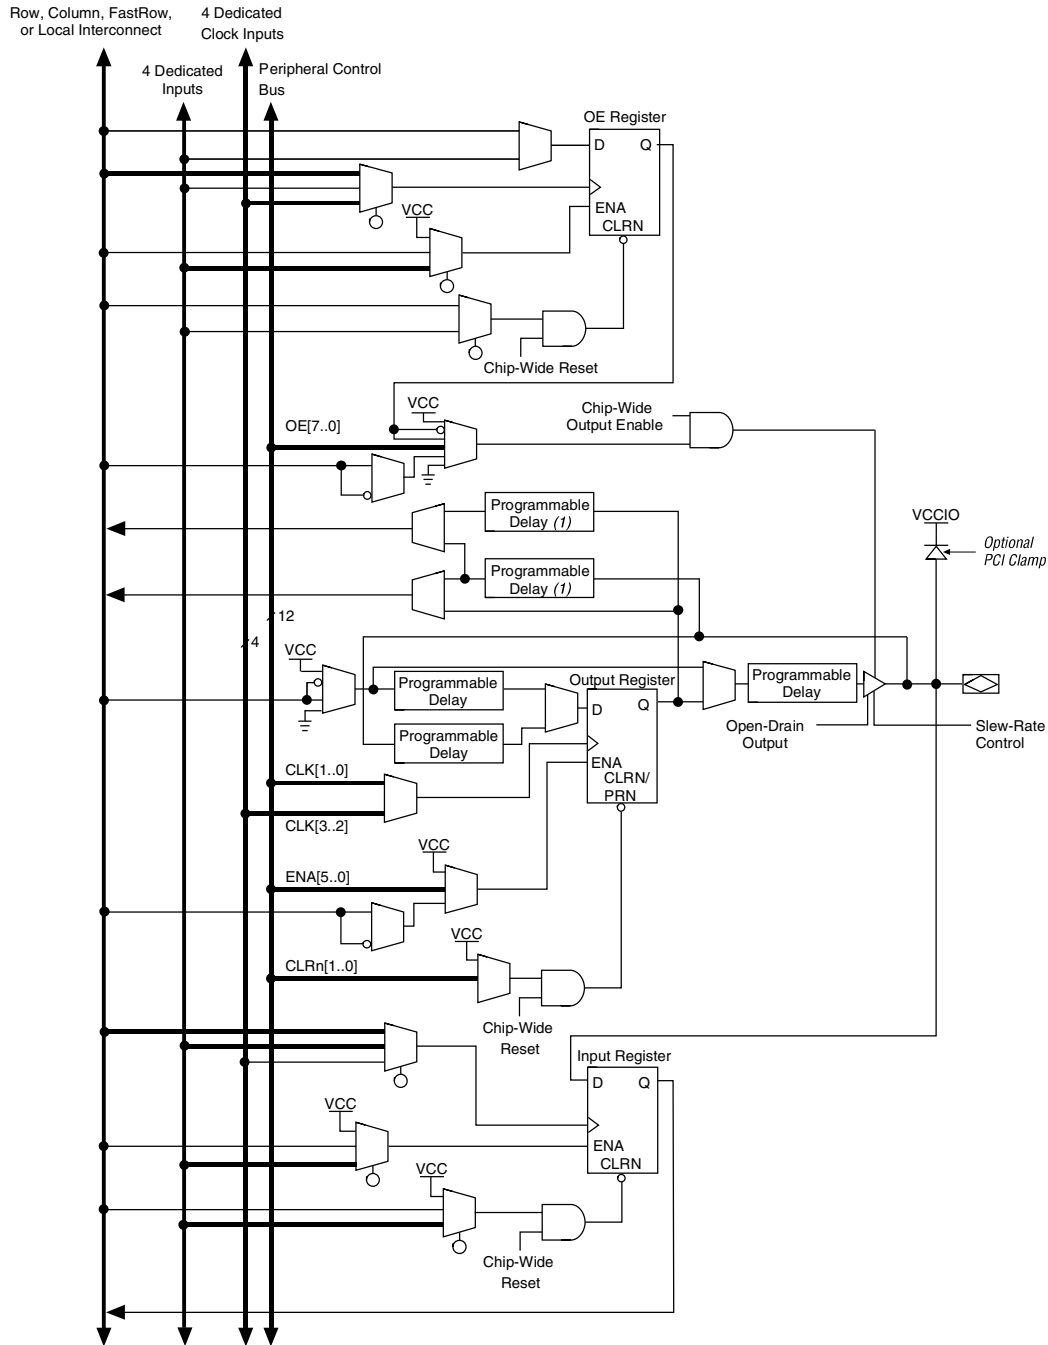 Row, Column, FastRow,
or Local Interconnect
4 Dedicated
Clock Inputs
4 Dedicated
Inputs
Peripheral Control
Bus
OE Register
D
Q
ENA
CLRN
VCC
Chip-Wide Reset
VCC
OE[7..0]
Chip-Wide
Output Enable
Programmable
Delay (1)
Programmable
Delay (1)
VCCIO
Optional
PCI Clamp
12
4
VCC
Programmable
Delay
Programmable
Delay
Output Register
D
Q
ENA
CLRN/
PRN
Programmable
Delay
Open-Drain
Output
Slew-Rate
Control
CLK[1..0]
CLK[3..2]
VCC
ENA[5..0]
VCC
CLRn[1..0]
Chip-Wide
Reset
Input Register
D
Q
ENA
CLRN
VCC
VCC
Chip-Wide
Reset